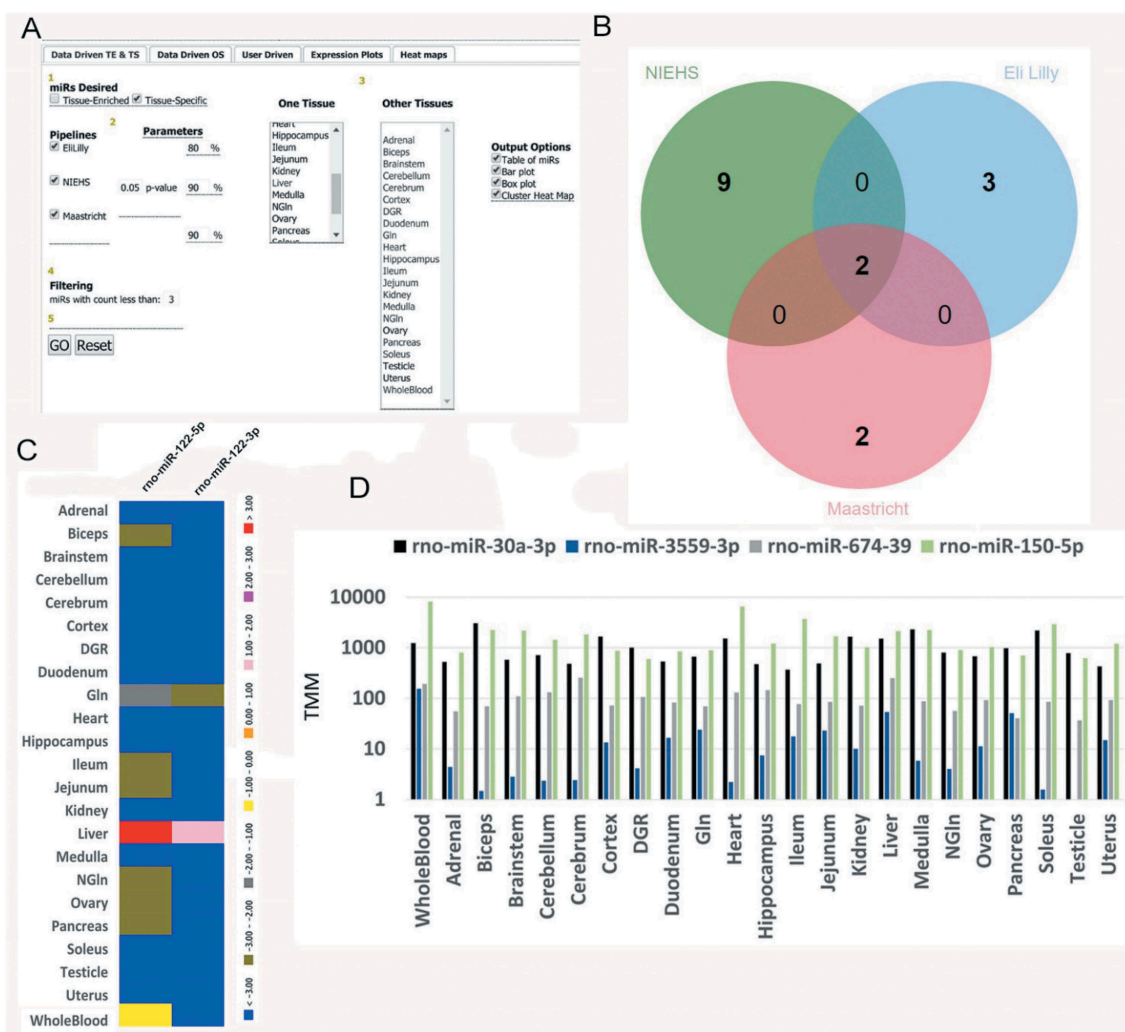 A
Data Driven TE & TS Data Driven OS User Driven Expression Plots Heat maps
1
miRs Desired
Tissue-Enriched Tissue-Specific
2
Pipelines Parameters
EliLilly 80 %
NIEHS 0.05 p-value 90 %
Maastricht
90 %
4
Filtering
miRs with count less than: 3
5
GO Reset
3
One Tissue
Heart
Hippocampus
Ileum
Jejunum
Kidney
Liver
Medulla
NGln
Ovary
Pancreas
Soleus
Other Tissues
Adrenal
Biceps
Brainstem
Cerebellum
Cerebrum
Cortex
DGR
Duodenum
Gln
Heart
Hippocampus
Ileum
Jejunum
Kidney
Medulla
NGln
Ovary
Pancreas
Soleus
Testicle
Uterus
WholeBlood
Output Options
Table of miRs
Bar plot
Box plot
Cluster Heat Map
B
NIEHS Eli Lilly
9 0 3
2
0 0
2
Maastricht
C
rno-miR-122-5p
rno-miR-122-3p
Adrenal
Biceps
Brainstem
Cerebellum
Cerebrum
Cortex
DGR
Duodenum
Gln
Heart
Hippocampus
Ileum
Jejunum
Kidney
Liver
Medulla
NGln
Ovary
Pancreas
Soleus
Testicle
Uterus
WholeBlood
> 3.00
2.00 – 3.00
1.00 – 2.00
0.00 – 1.00
-1.00 – 0.00
-2.00 – -1.00
-3.00 – -2.00
< -3.00
D
rno-miR-30a-3p rno-miR-3559-3p rno-miR-674-39 rno-miR-150-5p
TMM
10000
1000
100
10
1
WholeBlood
Adrenal
Biceps
Brainstem
Cerebellum
Cerebrum
Cortex
DGR
Duodenum
Gln
Heart
Hippocampus
Ileum
Jejunum
Kidney
Liver
Medulla
NGln
Ovary
Pancreas
Soleus
Testicle
Uterus